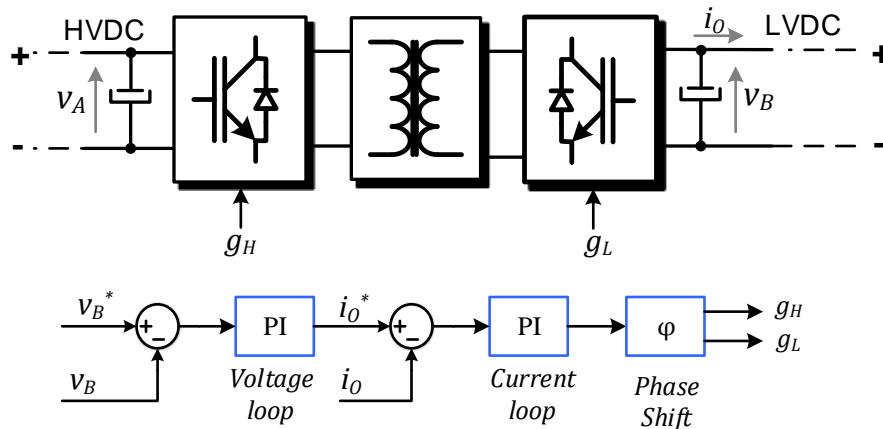 HVDC
i_O
LVDC
+
+
v_A
v_B
-
-
g_H
g_L
v_B*
+
-
PI
i_O*
+
-
PI
φ
g_H
g_L
v_B
Voltage
loop
i_O
Current
loop
Phase
Shift